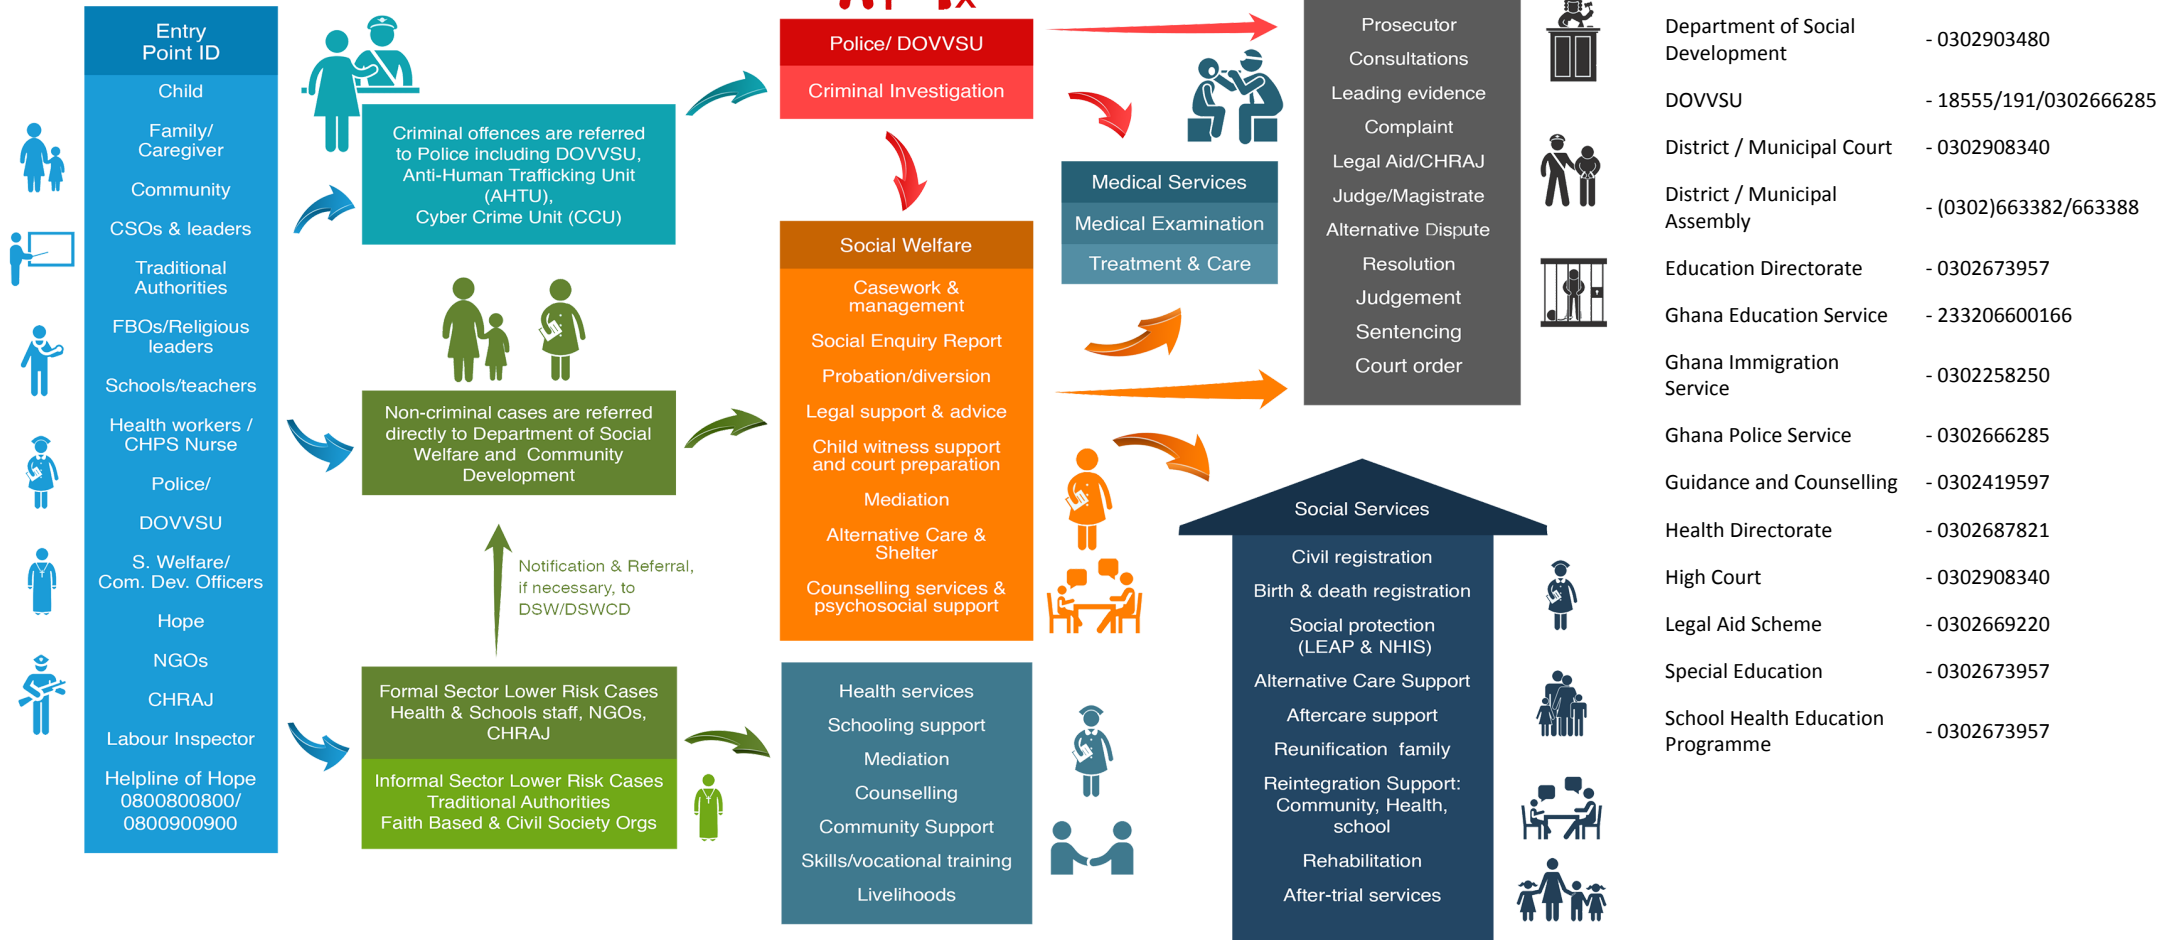 Entry
Point ID
Child
Family/
Caregiver
Community
CSOs & leaders
Traditional
Authorities
FBOs/Religious
leaders
Schools/teachers
Health workers /
CHPS Nurse
Police/
DOVVSU
S. Welfare/
Com. Dev. Officers
Hope
NGOs
CHRAJ
Labour Inspector
Helpline of Hope
0800800800/
0800900900
Criminal offences are referred
to Police including DOVVSU,
Anti-Human Trafficking Unit
(AHTU),
Cyber Crime Unit (CCU)
Non-criminal cases are referred
directly to Department of Social
Welfare and Community
Development
Notification & Referral,
if necessary, to
DSW/DSWCD
Formal Sector Lower Risk Cases
Health & Schools staff, NGOs,
CHRAJ
Informal Sector Lower Risk Cases
Traditional Authorities
Faith Based & Civil Society Orgs
Police/ DOVVSU
Criminal Investigation
Social Welfare
Casework &
management
Social Enquiry Report
Probation/diversion
Legal support & advice
Child witness support
and court preparation
Mediation
Alternative Care &
Shelter
Counselling services &
psychosocial support
Health services
Schooling support
Mediation
Counselling
Community Support
Skills/vocational training
Livelihoods
Medical Services
Medical Examination
Treatment & Care
Prosecutor
Consultations
Leading evidence
Complaint
Legal Aid/CHRAJ
Judge/Magistrate
Alternative Dispute
Resolution
Judgement
Sentencing
Court order
Social Services
Civil registration
Birth & death registration
Social protection
(LEAP & NHIS)
Alternative Care Support
Aftercare support
Reunification family
Reintegration Support:
Community, Health,
school
Rehabilitation
After-trial services
Department of Social
Development - 0302903480
DOVVSU - 18555/191/0302666285
District / Municipal Court - 0302908340
District / Municipal
Assembly - (0302)663382/663388
Education Directorate - 0302673957
Ghana Education Service - 233206600166
Ghana Immigration
Service - 0302258250
Ghana Police Service - 0302666285
Guidance and Counselling - 0302419597
Health Directorate - 0302687821
High Court - 0302908340
Legal Aid Scheme - 0302669220
Special Education - 0302673957
School Health Education
Programme - 0302673957